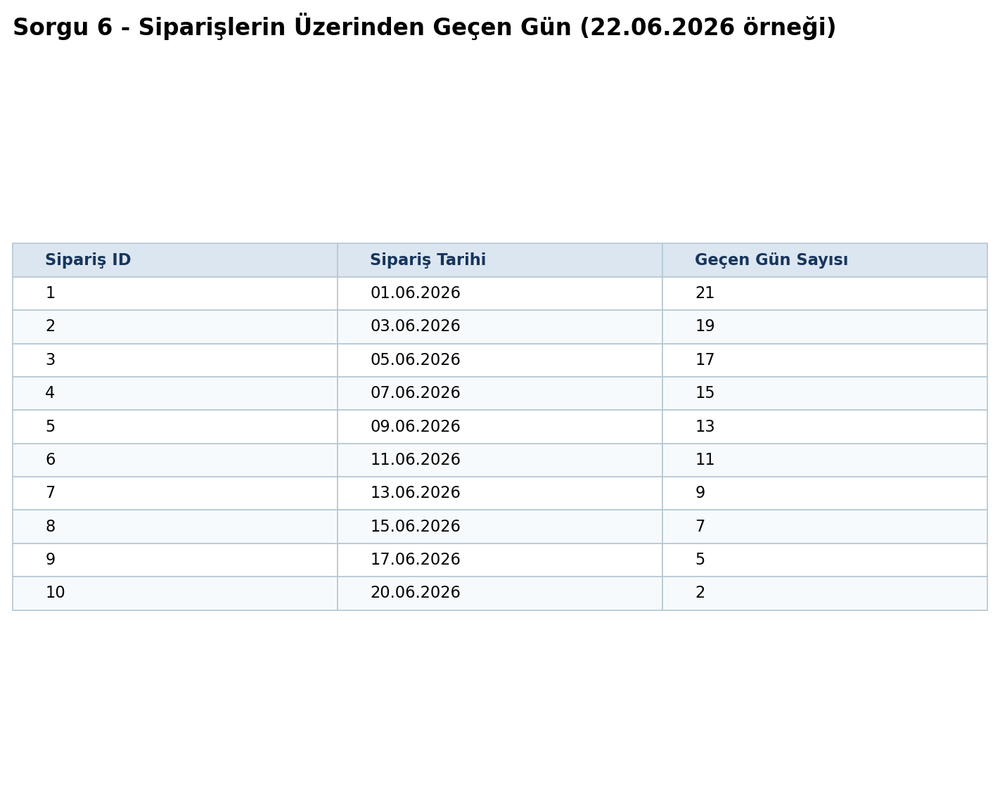 Sorgu 6 - Siparişlerin Üzerinden Geçen Gün (22.06.2026 örneği)
Sipariş ID Sipariş Tarihi Geçen Gün Sayısı
1 01.06.2026 21
2 03.06.2026 19
3 05.06.2026 17
4 07.06.2026 15
5 09.06.2026 13
6 11.06.2026 11
7 13.06.2026 9
8 15.06.2026 7
9 17.06.2026 5
10 20.06.2026 2